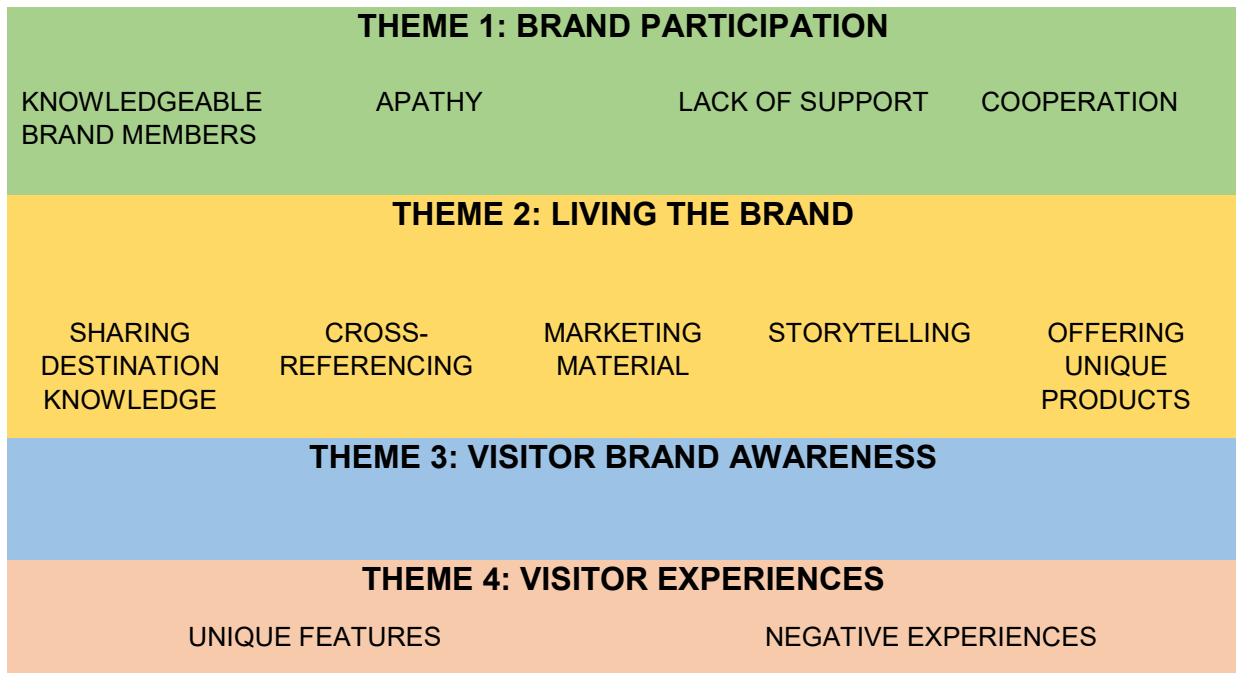 THEME 1: BRAND PARTICIPATION
KNOWLEDGEABLE
BRAND MEMBERS
APATHY
LACK OF SUPPORT
COOPERATION
THEME 2: LIVING THE BRAND
SHARING
DESTINATION
KNOWLEDGE
CROSS-
REFERENCING
MARKETING
MATERIAL
STORYTELLING
OFFERING
UNIQUE
PRODUCTS
THEME 3: VISITOR BRAND AWARENESS
THEME 4: VISITOR EXPERIENCES
UNIQUE FEATURES
NEGATIVE EXPERIENCES